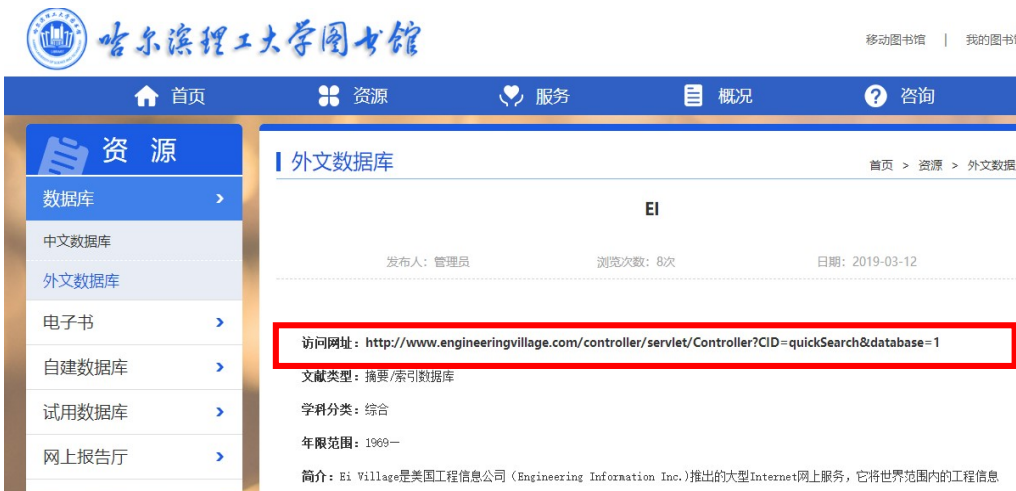 哈尔滨理工大学图书馆
移动图书馆 | 我的图书馆
首页 资源 服务 概况 咨询
资 源
数据库
中文数据库
外文数据库
电子书
自建数据库
试用数据库
网上报告厅
外文数据库
首页 > 资源 > 外文数据
EI
发布人：管理员 浏览次数：8次 日期：2019-03-12
访问网址：http://www.engineeringvillage.com/controller/servlet/Controller?CID=quickSearch&database=1
文献类型：摘要/索引数据库
学科分类：综合
年限范围：1969—
简介：Ei Village是美国工程信息公司（Engineering Information Inc.)推出的大型Internet网上服务，它将世界范围内的工程信息